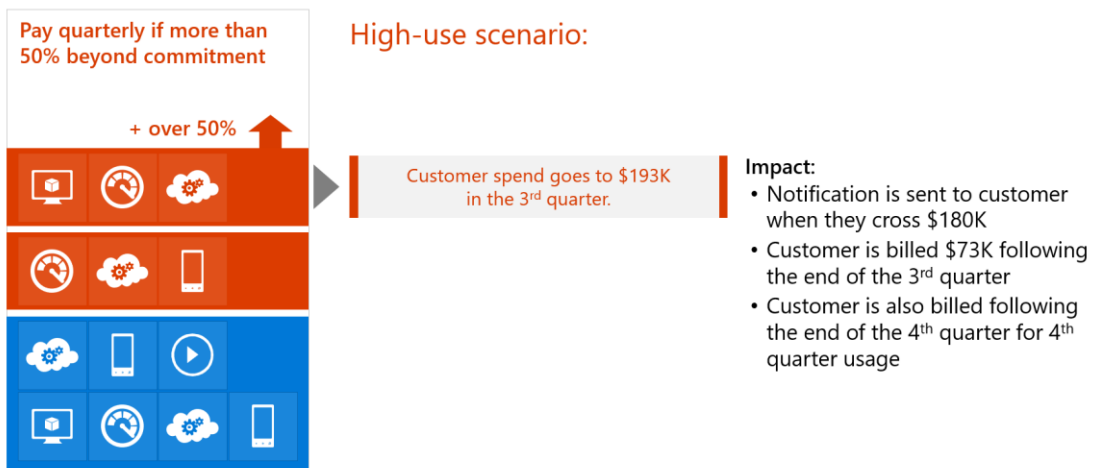 Pay quarterly if more than
50% beyond commitment
+ over 50%
High-use scenario:
Customer spend goes to $193K
in the 3rd quarter.
Impact:
• Notification is sent to customer
when they cross $180K
• Customer is billed $73K following
the end of the 3rd quarter
• Customer is also billed following
the end of the 4th quarter for 4th
quarter usage